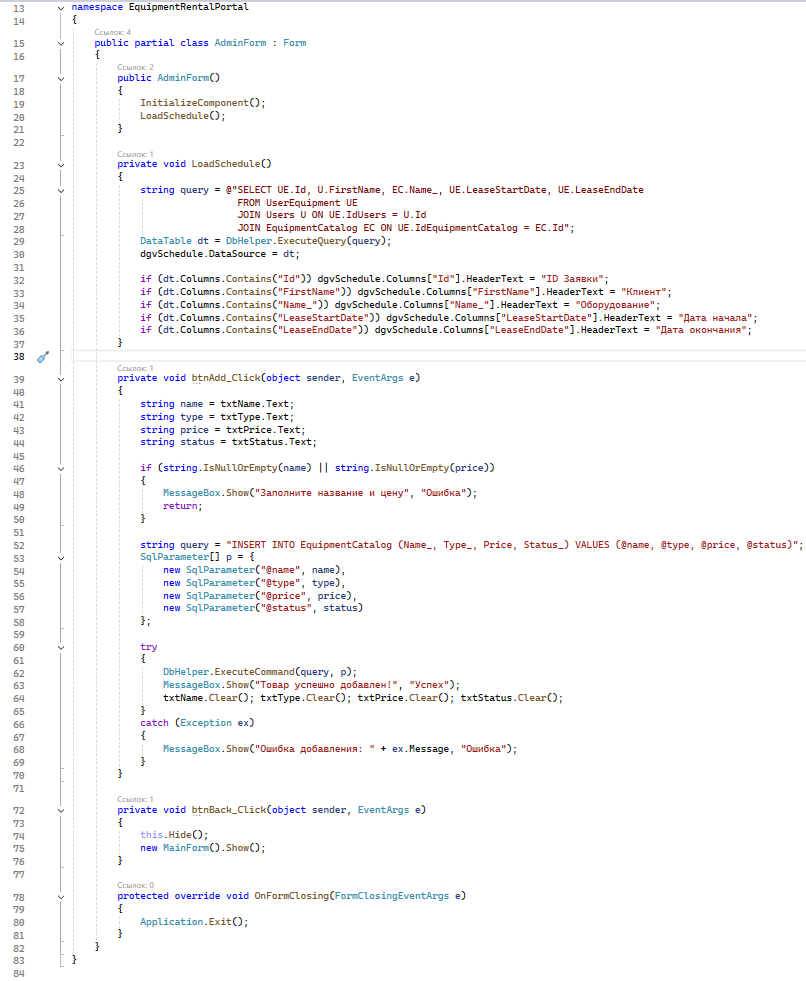 13 namespace EquipmentRentalPortal
14 {
Ссылок: 4
15 public partial class AdminForm : Form
16 {
Ссылок: 2
17 public AdminForm()
18 {
19 InitializeComponent();
20 LoadSchedule();
21 }
22
Ссылок: 1
23 private void LoadSchedule()
24 {
25 string query = @"SELECT UE.Id, U.FirstName, EC.Name_, UE.LeaseStartDate, UE.LeaseEndDate
26 FROM UserEquipment UE
27 JOIN Users U ON UE.IdUsers = U.Id
28 JOIN EquipmentCatalog EC ON UE.IdEquipmentCatalog = EC.Id";
29 DataTable dt = DbHelper.ExecuteQuery(query);
30 dgvSchedule.DataSource = dt;
31
32 if (dt.Columns.Contains("Id")) dgvSchedule.Columns["Id"].HeaderText = "ID Заявки";
33 if (dt.Columns.Contains("FirstName")) dgvSchedule.Columns["FirstName"].HeaderText = "Клиент";
34 if (dt.Columns.Contains("Name_")) dgvSchedule.Columns["Name_"].HeaderText = "Оборудование";
35 if (dt.Columns.Contains("LeaseStartDate")) dgvSchedule.Columns["LeaseStartDate"].HeaderText = "Дата начала";
36 if (dt.Columns.Contains("LeaseEndDate")) dgvSchedule.Columns["LeaseEndDate"].HeaderText = "Дата окончания";
37 }
38
Ссылок: 1
39 private void btnAdd_Click(object sender, EventArgs e)
40 {
41 string name = txtName.Text;
42 string type = txtType.Text;
43 string price = txtPrice.Text;
44 string status = txtStatus.Text;
45
46 if (string.IsNullOrEmpty(name) || string.IsNullOrEmpty(price))
47 {
48 MessageBox.Show("Заполните название и цену", "Ошибка");
49 return;
50 }
51
52 string query = "INSERT INTO EquipmentCatalog (Name_, Type_, Price, Status_) VALUES (@name, @type, @price, @status)";
53 SqlParameter[] p = {
54 new SqlParameter("@name", name),
55 new SqlParameter("@type", type),
56 new SqlParameter("@price", price),
57 new SqlParameter("@status", status)
58 };
59
60 try
61 {
62 DbHelper.ExecuteCommand(query, p);
63 MessageBox.Show("Товар успешно добавлен!", "Успех");
64 txtName.Clear(); txtType.Clear(); txtPrice.Clear(); txtStatus.Clear();
65 }
66 catch (Exception ex)
67 {
68 MessageBox.Show("Ошибка добавления: " + ex.Message, "Ошибка");
69 }
70 }
71
Ссылок: 1
72 private void btnBack_Click(object sender, EventArgs e)
73 {
74 this.Hide();
75 new MainForm().Show();
76 }
77
Ссылок: 0
78 protected override void OnFormClosing(FormClosingEventArgs e)
79 {
80 Application.Exit();
81 }
82 }
83 }
84